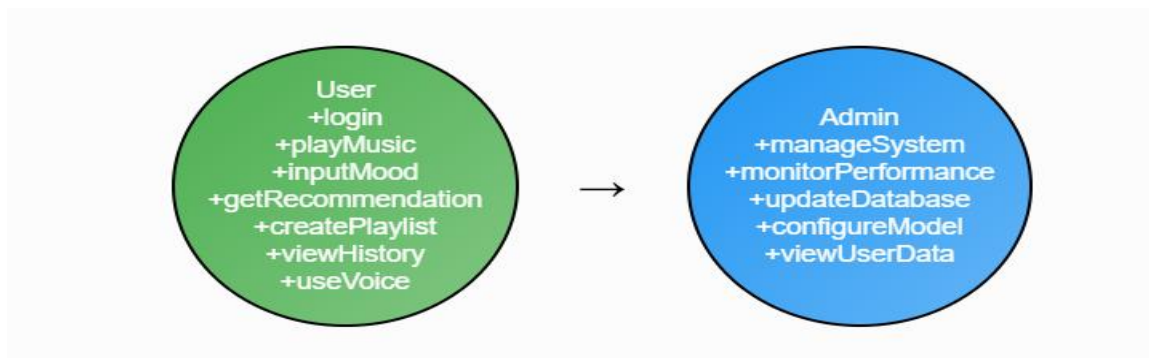 User
+login
+playMusic
+inputMood
+getRecommendation
+createPlaylist
+viewHistory
+useVoice
→
Admin
+manageSystem
+monitorPerformance
+updateDatabase
+configureModel
+viewUserData